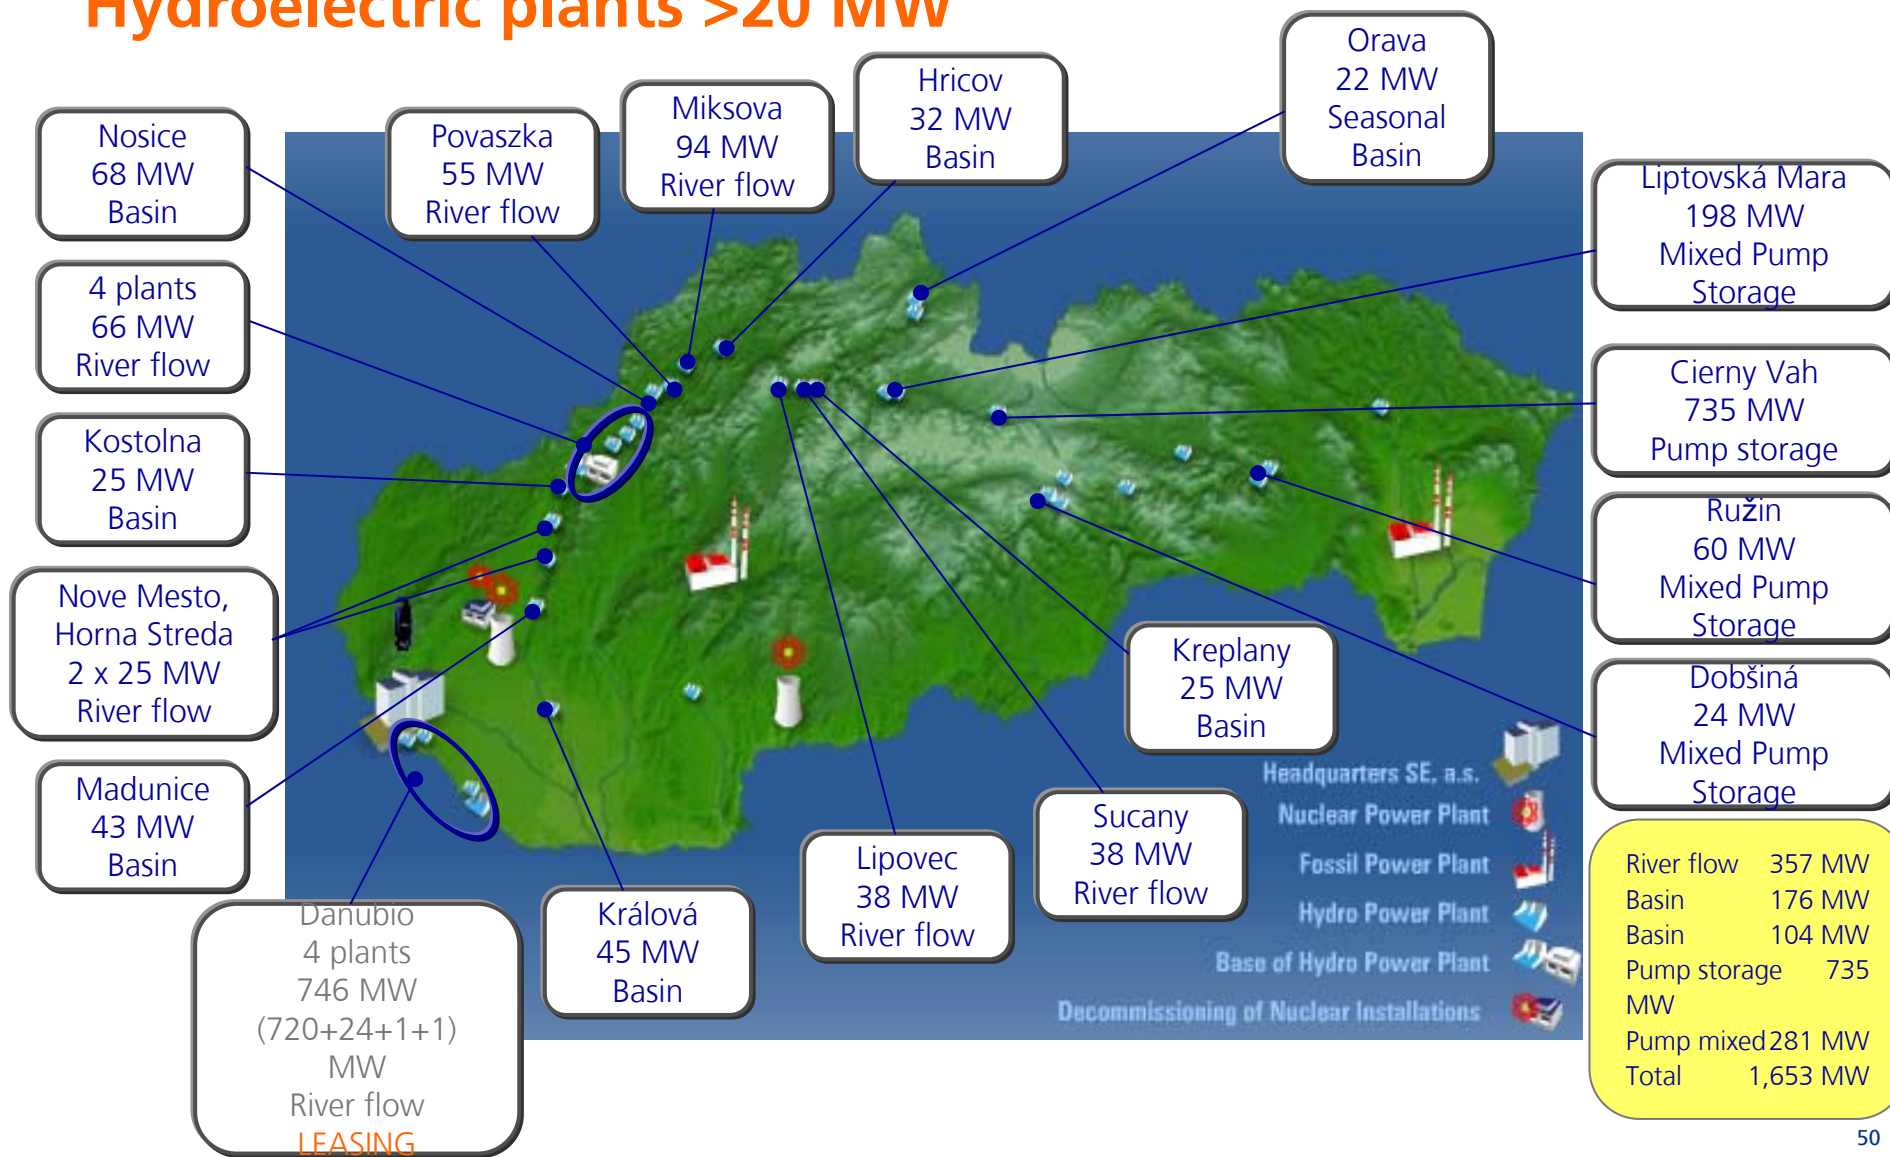 Hydroelectric plants >20 MW
Nosice
68 MW
Basin
Povaszka
55 MW
River flow
Miksova
94 MW
River flow
Hricov
32 MW
Basin
Orava
22 MW
Seasonal
Basin
4 plants
66 MW
River flow
Kostolna
25 MW
Basin
Nove Mesto,
Horna Streda
2 x 25 MW
River flow
Madunice
43 MW
Basin
Danubio
4 plants
746 MW
(720+24+1+1)
MW
River flow
LEASING
Králová
45 MW
Basin
Lipovec
38 MW
River flow
Sucany
38 MW
River flow
Kreplany
25 MW
Basin
Liptovská Mara
198 MW
Mixed Pump
Storage
Cierny Vah
735 MW
Pump storage
Ružin
60 MW
Mixed Pump
Storage
Dobšiná
24 MW
Mixed Pump
Storage
Headquarters SE, a.s.
Nuclear Power Plant
Fossil Power Plant
Hydro Power Plant
Base of Hydro Power Plant
Decommissioning of Nuclear Installations
River flow 357 MW
Basin 176 MW
Basin 104 MW
Pump storage 735
MW
Pump mixed 281 MW
Total 1,653 MW
50